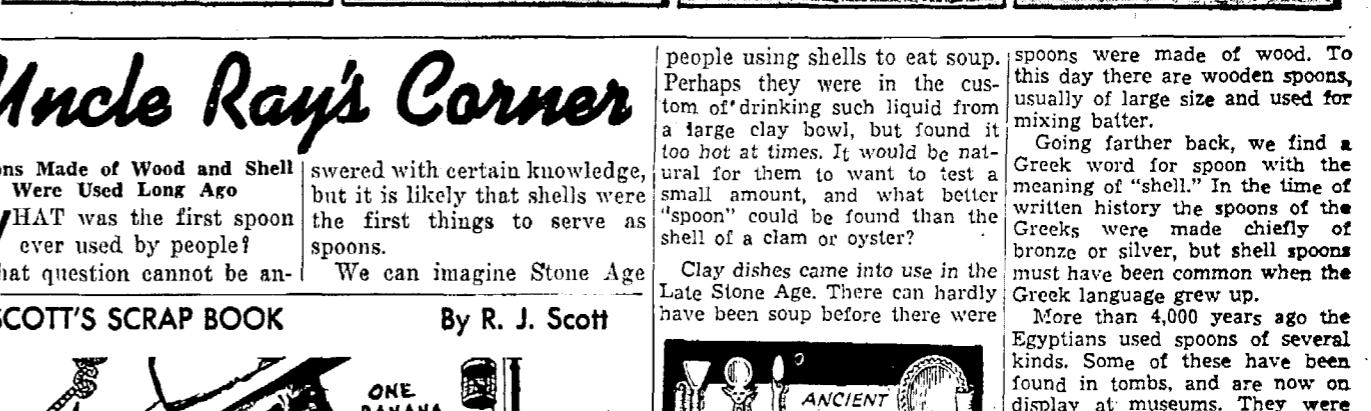 Uncle Ray's Corner
ons Made of Wood and Shell
Were Used Long Ago
WHAT was the first spoon
ever used by people?
hat question cannot be an-
swered with certain knowledge,
but it is likely that shells were
the first things to serve as
spoons.
We can imagine Stone Age
people using shells to eat soup.
Perhaps they were in the cus-
tom of drinking such liquid from
a large clay bowl, but found it
too hot at times. It would be nat-
ural for them to want to test a
small amount, and what better
"spoon" could be found than the
shell of a clam or oyster?
Clay dishes came into use in the
Late Stone Age. There can hardly
have been soup before there were
spoons were made of wood. To
this day there are wooden spoons,
usually of large size and used for
mixing batter.
Going farther back, we find a
Greek word for spoon with the
meaning of "shell." In the time of
written history the spoons of the
Greeks were made chiefly of
bronze or silver, but shell spoons
must have been common when the
Greek language grew up.
More than 4,000 years ago the
Egyptians used spoons of several
kinds. Some of these have been
found in tombs, and are now on
display at museums. They were
SCOTT'S SCRAP BOOK By R. J. Scott
ONE
BANANA
ANCIENT